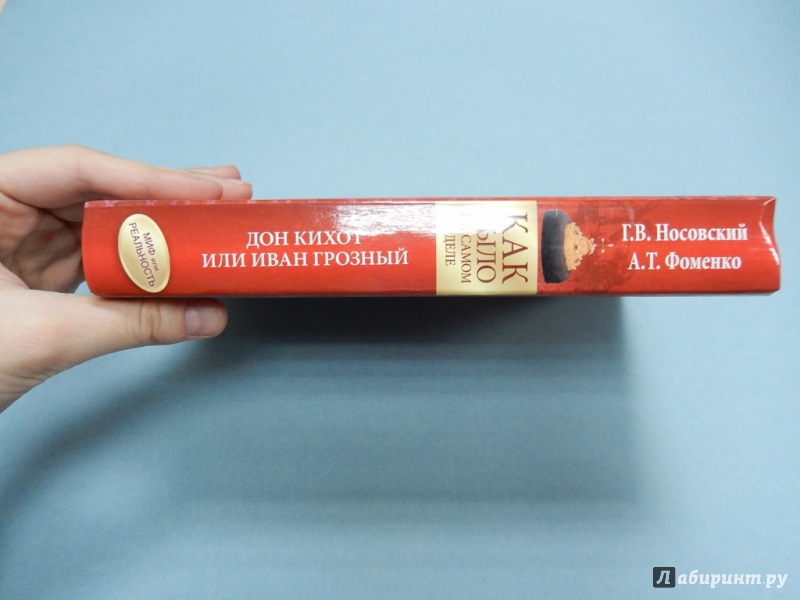 МИФ ИЛИ
РЕАЛЬНОСТЬ
ДОН КИХОТ
ИЛИ ИВАН ГРОЗНЫЙ
КАК
БЫЛО
НА САМОМ
ДЕЛЕ
Г.В. Носовский
А.Т. Фоменко
Лабиринт.ру